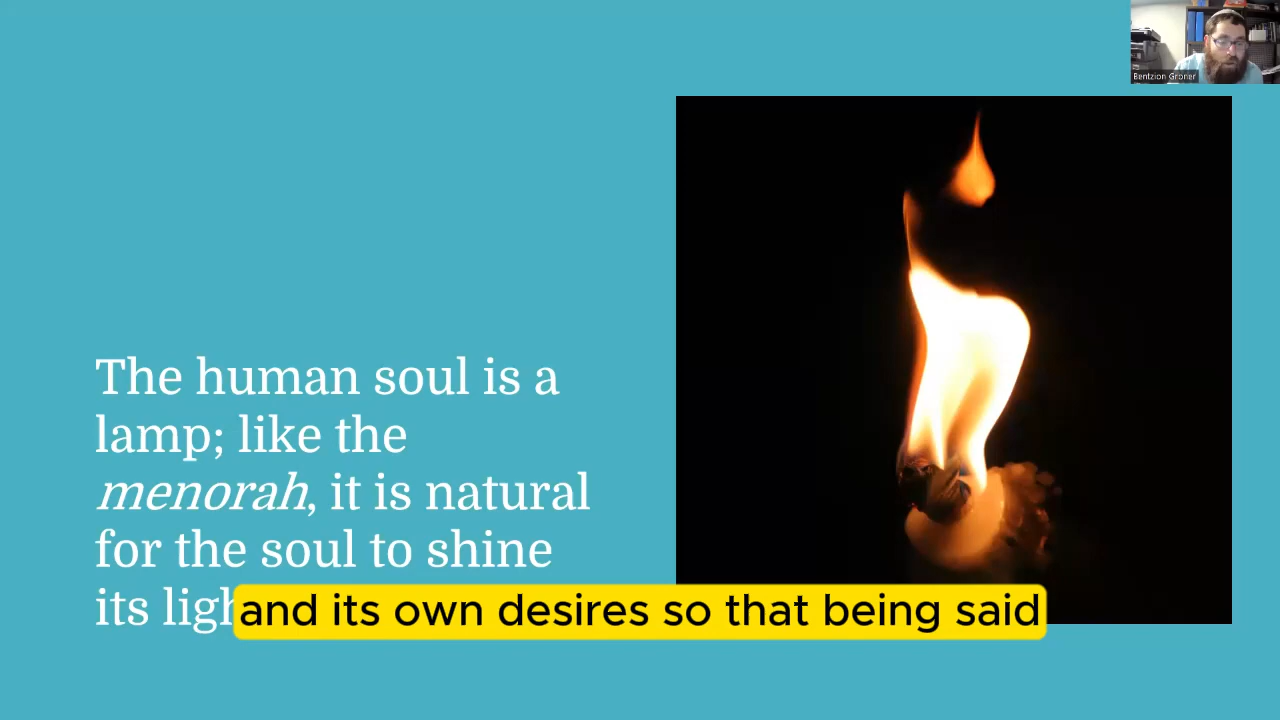 Bentzion Groner
The human soul is a
lamp; like the
menorah, it is natural
for the soul to shine
its
and its own desires so that being said